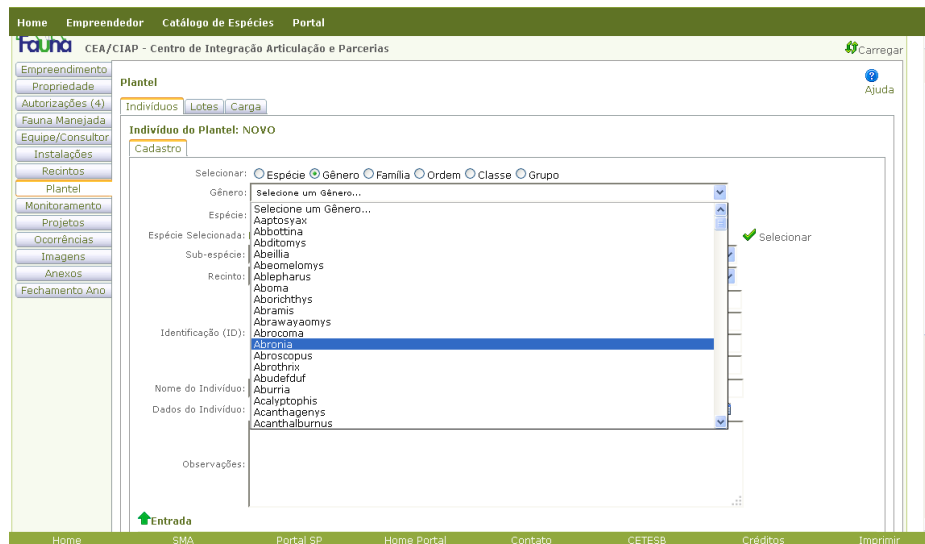 Home Empreendedor Catálogo de Espécies Portal
Fauna CEA/CIAP - Centro de Integração Articulação e Parcerias
Carregar
Empreendimento
Propriedade
Autorizações (4)
Fauna Manejada
Equipe/Consultor
Instalações
Recintos
Plantel
Monitoramento
Projetos
Ocorrências
Imagens
Anexos
Fechamento Ano
Plantel
Ajuda
Indivíduos Lotes Carga
Indivíduo do Plantel: NOVO
Cadastro
Selecionar: Espécie Gênero Família Ordem Classe Grupo
Gênero: Selecione um Gênero...
Espécie:
Espécie Selecionada:
Selecionar
Sub-espécie:
Recinto:
Identificação (ID):
Nome do Indivíduo:
Dados do Indivíduo:
Observações:
Selecione um Gênero...
Aaptosyax
Abbottina
Abditomys
Abeillia
Abeomelomys
Ablepharus
Aboma
Aborichthys
Abramis
Abrawayaomys
Abrocoma
Abronia
Abroscopus
Abrothrix
Abudefduf
Aburria
Acalyptophis
Acanthagenys
Acanthalburnus
Entrada
Home SMA Portal SP Home Portal Contato CETESB Créditos Imprimir